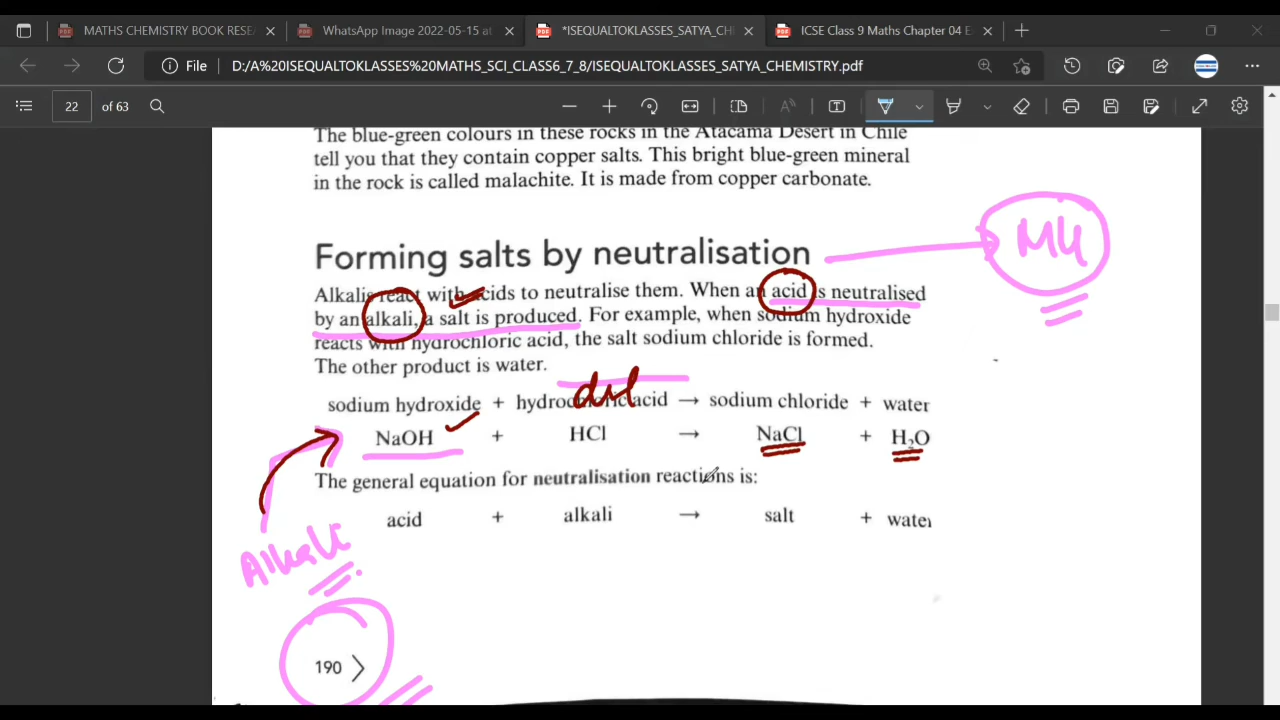 MATHS CHEMISTRY BOOK RESE
WhatsApp Image 2022-05-15 at
*ISEQUALTOKLASSES_SATYA_CH
ICSE Class 9 Maths Chapter 04 E
File D:/A%20ISEQUALTOKLASSES%20MATHS_SCI_CLASS6_7_8/ISEQUALTOKLASSES_SATYA_CHEMISTRY.pdf
22 of 63
The blue-green colours in these rocks in the Atacama Desert in Chile
tell you that they contain copper salts. This bright blue-green mineral
in the rock is called malachite. It is made from copper carbonate.
Forming salts by neutralisation
Alkalis react with acids to neutralise them. When an acid is neutralised
by an alkali, a salt is produced. For example, when sodium hydroxide
reacts with hydrochloric acid, the salt sodium chloride is formed.
The other product is water.
dil
sodium hydroxide + hydrochloric acid → sodium chloride + water
NaOH + HCl → NaCl + H₂O
The general equation for neutralisation reactions is:
acid + alkali → salt + water
Alkali
190